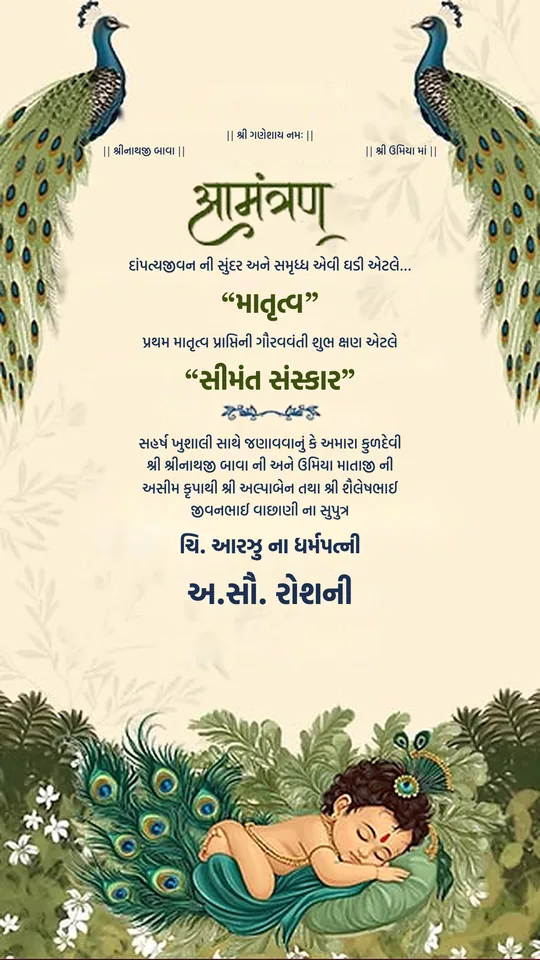 || શ્રી ગણેશાય નમઃ ||
|| શ્રીનાથજી બાવા || || શ્રી ઉમિયા માં ||
आमंत्रण
દાંપત્યજીવન ની સુંદર અને સમૃધ્ધ એવી ઘડી એટલે...
“માતૃત્વ”
પ્રથમ માતૃત્વ પ્રાપ્તિની ગૌરવવંતી શુભ ક્ષણ એટલે
“સીમંત સંસ્કાર”
સહર્ષ ખુશાલી સાથે જણાવવાનું કે અમારા કુળદેવી
શ્રી શ્રીનાથજી બાવા ની અને ઉમિયા માતાજી ની
અસીમ કૃપાથી શ્રી અલ્પાબેન તથા શ્રી શૈલેષભાઈ
જીવનભાઈ વાછાણી ના સુપુત્ર
ચિ. આરઝુ ના ધર્મપત્ની
અ.સૌ. રોશની